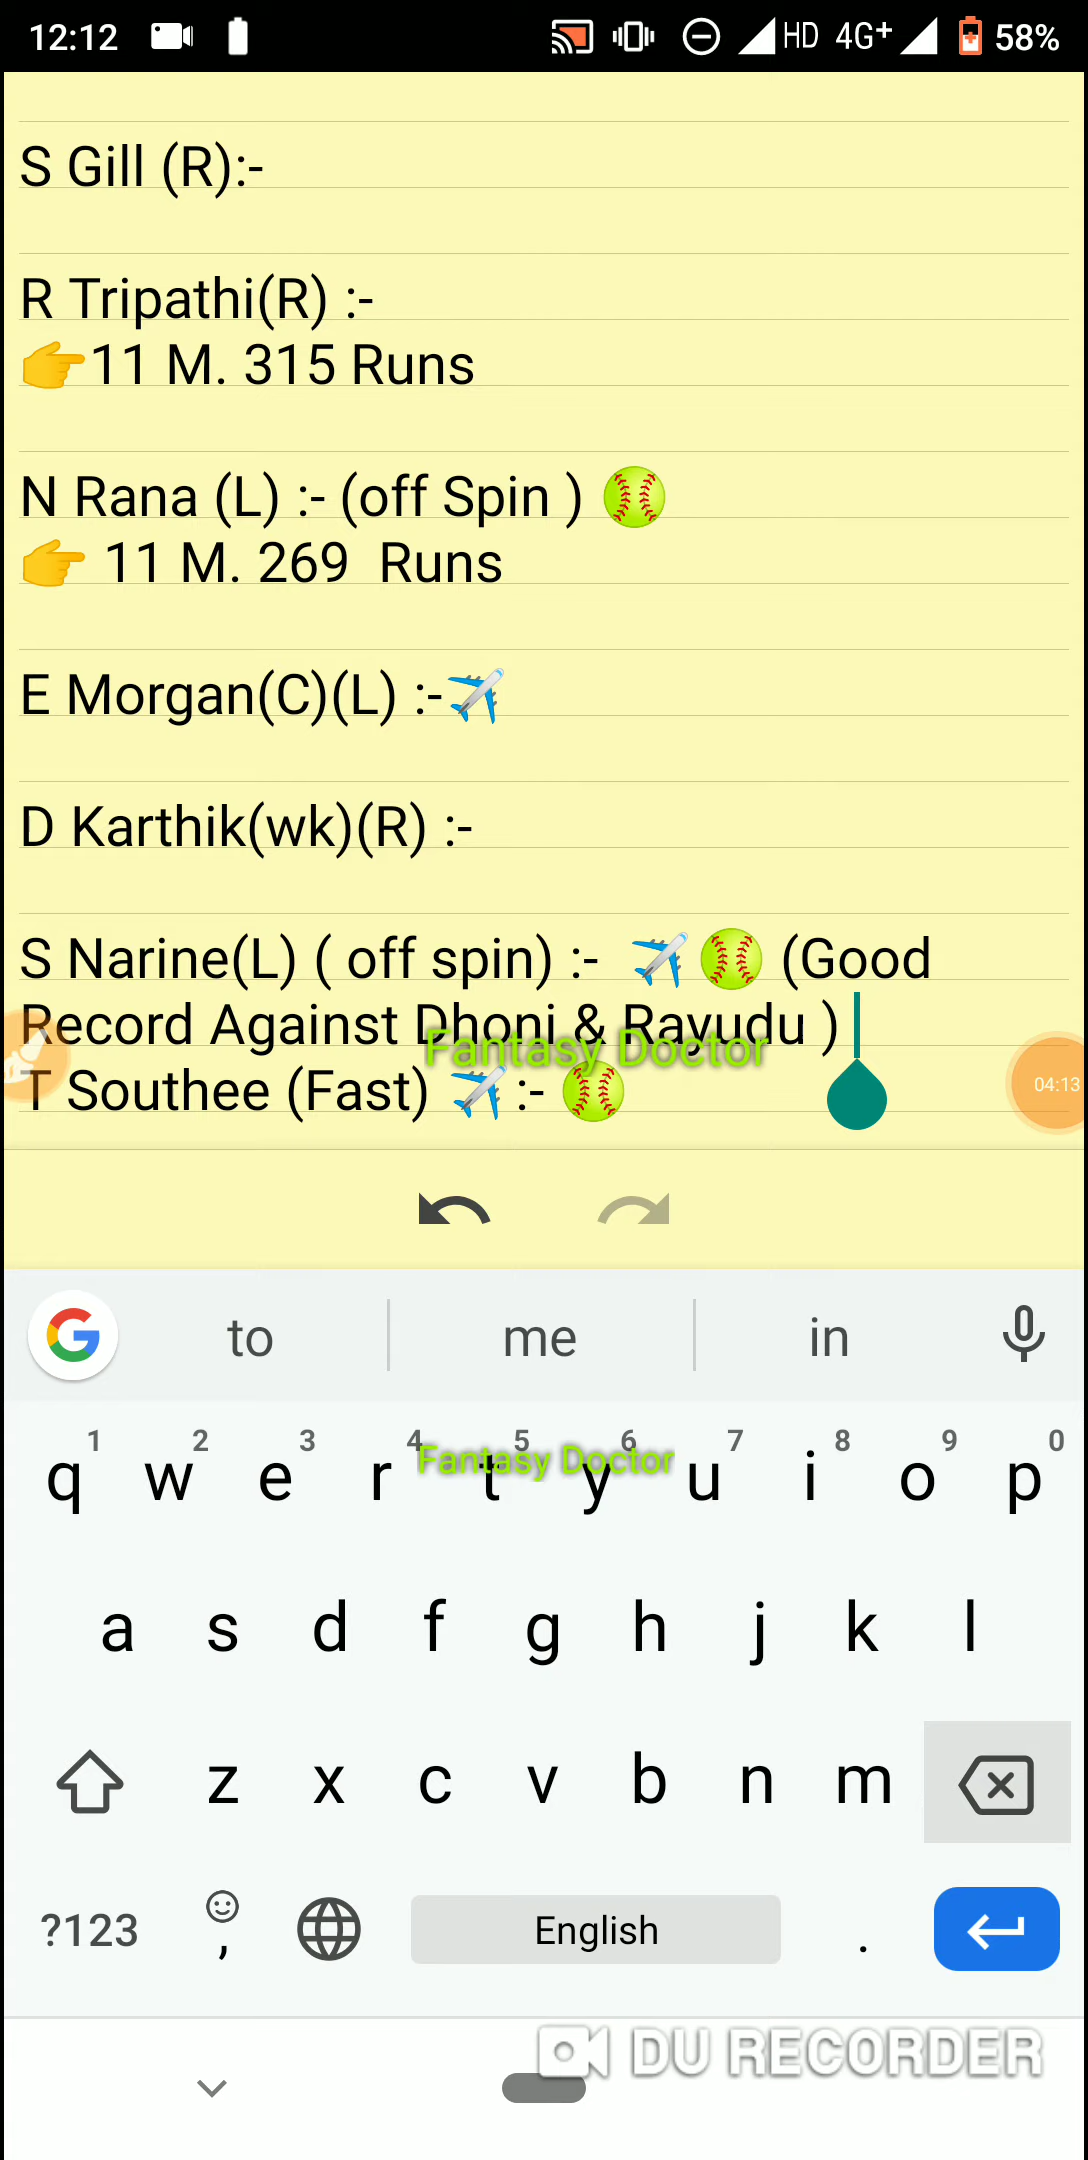 12:12 HD 4G+ 58%
S Gill (R):-
R Tripathi(R) :-
👉11 M. 315 Runs
N Rana (L) :- (off Spin ) 🥎
👉 11 M. 269 Runs
E Morgan(C)(L) :-✈️
D Karthik(wk)(R) :-
S Narine(L) ( off spin) :- ✈️🥎 (Good
Record Against Dhoni & Rayudu )
Fantasy Doctor
T Southee (Fast) ✈️:- 🥎
04:13
to me in
1 2 3 4 5 6 7 8 9 0
q w e r t y u i o p
Fantasy Doctor
a s d f g h j k l
z x c v b n m
?123 , English .
DU RECORDER